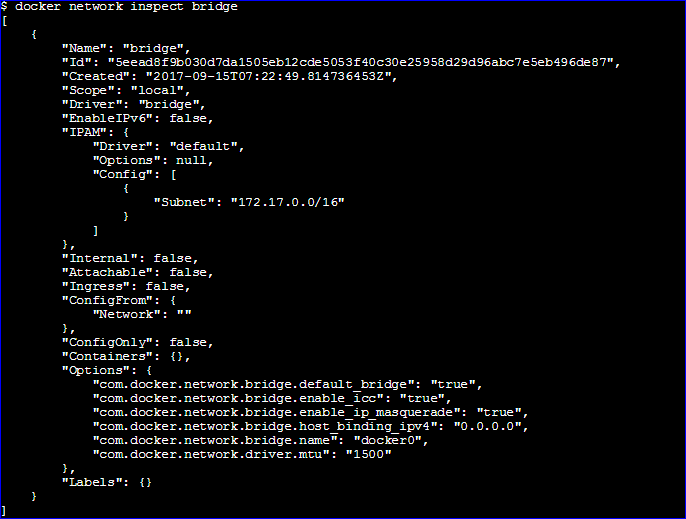 $ docker network inspect bridge
[
    {
        "Name": "bridge",
        "Id": "5eead8f9b030d7da1505eb12cde5053f40c30e25958d29d96abc7e5eb496de87",
        "Created": "2017-09-15T07:22:49.814736453Z",
        "Scope": "local",
        "Driver": "bridge",
        "EnableIPv6": false,
        "IPAM": {
            "Driver": "default",
            "Options": null,
            "Config": [
                {
                    "Subnet": "172.17.0.0/16"
                }
            ]
        },
        "Internal": false,
        "Attachable": false,
        "Ingress": false,
        "ConfigFrom": {
            "Network": ""
        },
        "ConfigOnly": false,
        "Containers": {},
        "Options": {
            "com.docker.network.bridge.default_bridge": "true",
            "com.docker.network.bridge.enable_icc": "true",
            "com.docker.network.bridge.enable_ip_masquerade": "true",
            "com.docker.network.bridge.host_binding_ipv4": "0.0.0.0",
            "com.docker.network.bridge.name": "docker0",
            "com.docker.network.driver.mtu": "1500"
        },
        "Labels": {}
    }
]